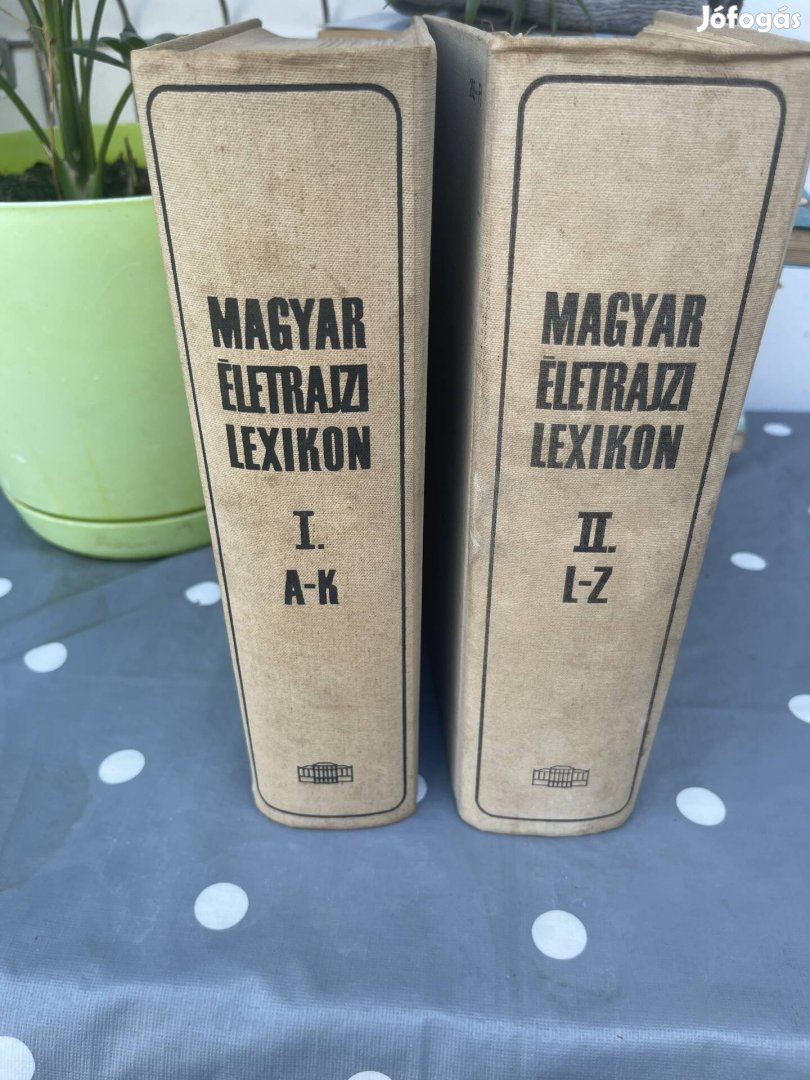 Jófogás
MAGYAR
ÉLETRAJZI
LEXIKON
I.
A-K
MAGYAR
ÉLETRAJZI
LEXIKON
II.
L-Z